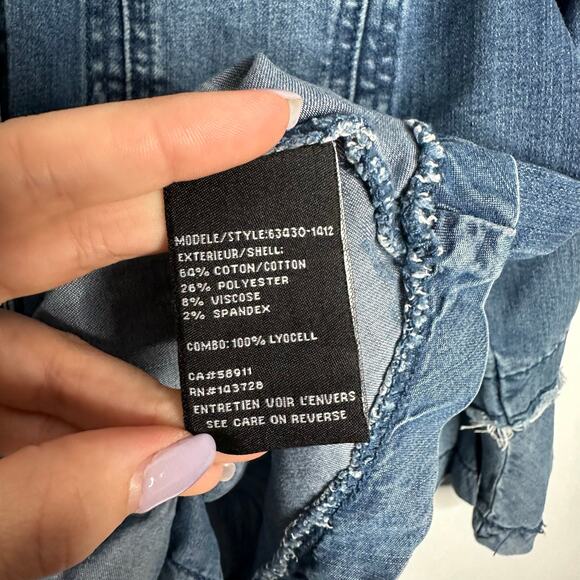 MODELE/STYLE:63430-1412
EXTERIEUR/SHELL:
64% COTON/COTTON
26% POLYESTER
8% VISCOSE
2% SPANDEX
COMBO: 100% LYOCELL
CA#58911
RN#143728
ENTRETIEN VOIR L'ENVERS
SEE CARE ON REVERSE